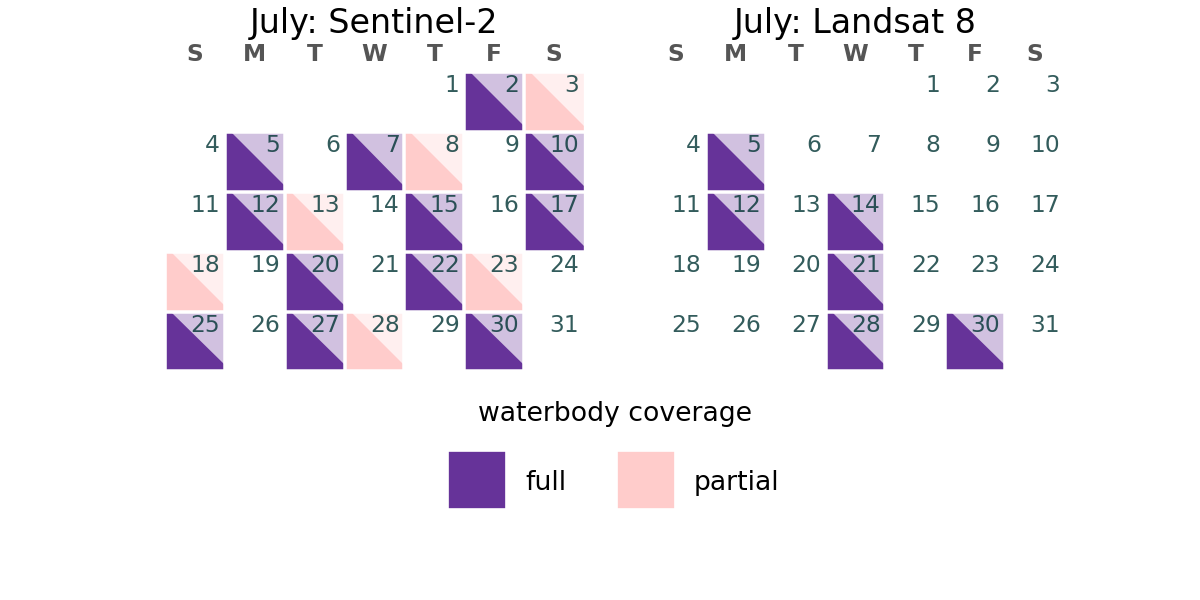 July: Sentinel-2
S M T W T F S
1 2 3
4 5 6 7 8 9 10
11 12 13 14 15 16 17
18 19 20 21 22 23 24
25 26 27 28 29 30 31
July: Landsat 8
S M T W T F S
1 2 3
4 5 6 7 8 9 10
11 12 13 14 15 16 17
18 19 20 21 22 23 24
25 26 27 28 29 30 31
waterbody coverage
full partial